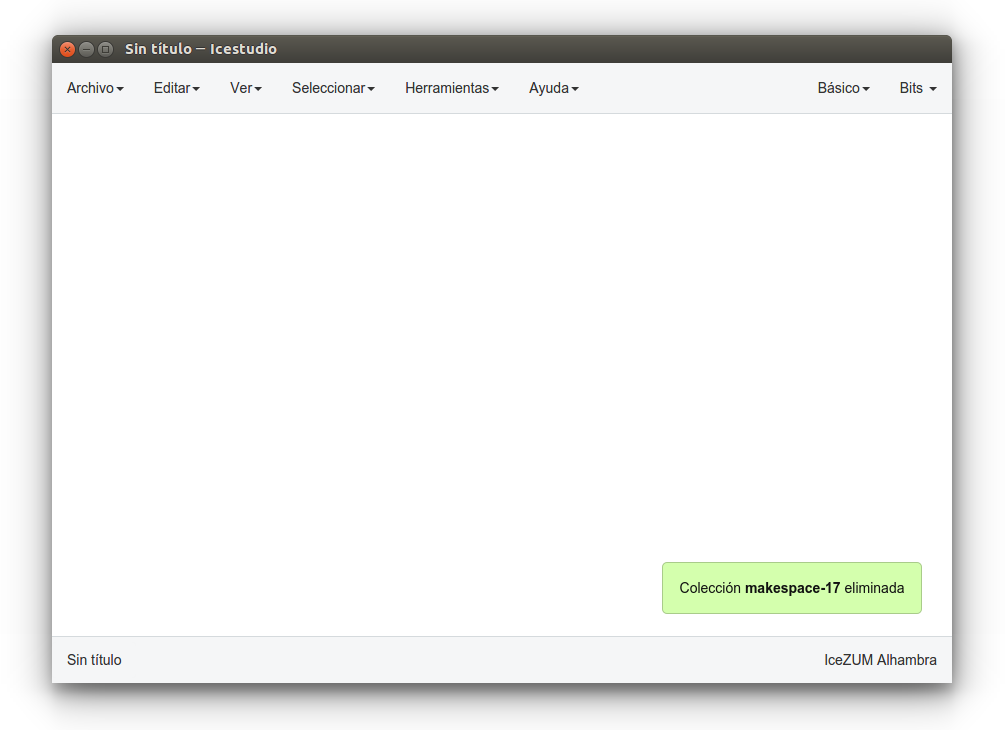 Sin título — Icestudio
Archivo Editar Ver Seleccionar Herramientas Ayuda Básico Bits
Colección makespace-17 eliminada
Sin título IceZUM Alhambra